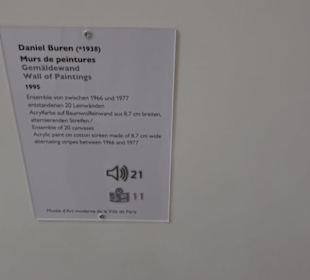 Daniel Buren (*1938)
Murs de peintures
Gemäldewand
Wall of Paintings
1995
Ensemble von zwischen 1966 und 1977
entstandenen 20 Leinwänden
Acrylfarbe auf Baumwollleinwand aus 8,7 cm breiten,
alternierenden Streifen /
Ensemble of 20 canvases
Acrylic paint on cotton screen made of 8.7 cm wide
alternating stripes between 1966 and 1977
21
11
Musée d'Art moderne de la Ville de Paris